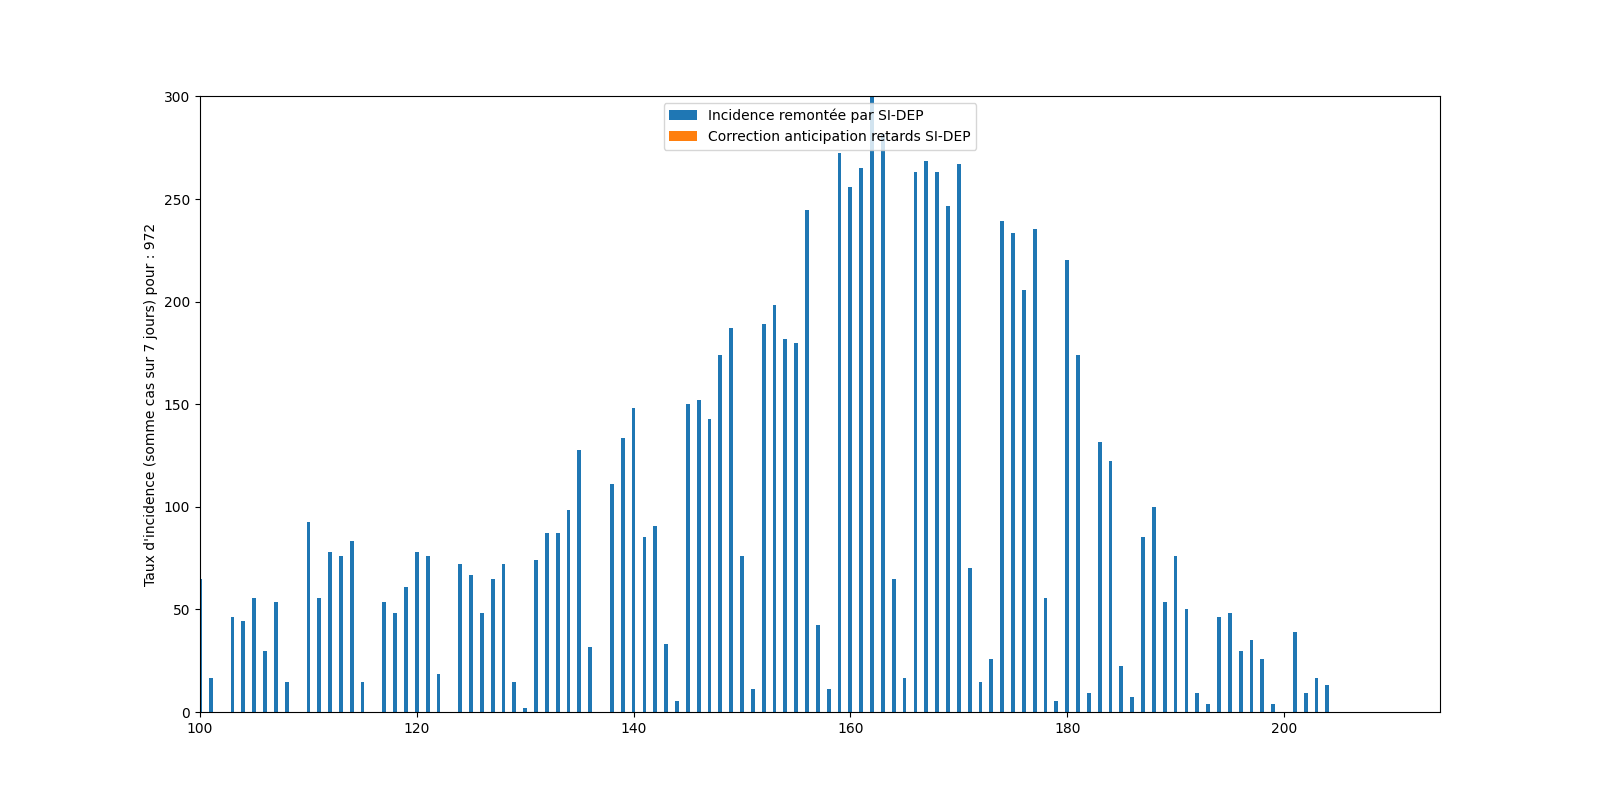 Incidence remontée par SI-DEP
Correction anticipation retards SI-DEP
Taux d'incidence (somme cas sur 7 jours) pour : 972
300
250
200
150
100
50
0
100 120 140 160 180 200